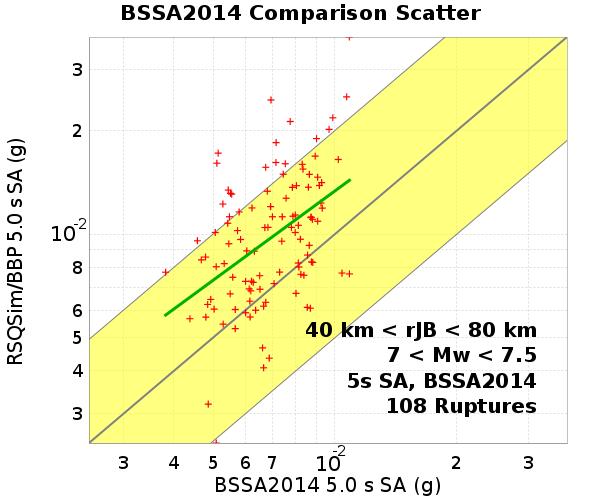 BSSA2014 Comparison Scatter
RSQSim/BBP 5.0 s SA (g)
3
2
10⁻²
8
6
5
4
3
40 km < rJB < 80 km
7 < Mw < 7.5
5s SA, BSSA2014
108 Ruptures
3 4 5 6 7 10⁻² 2 3
BSSA2014 5.0 s SA (g)